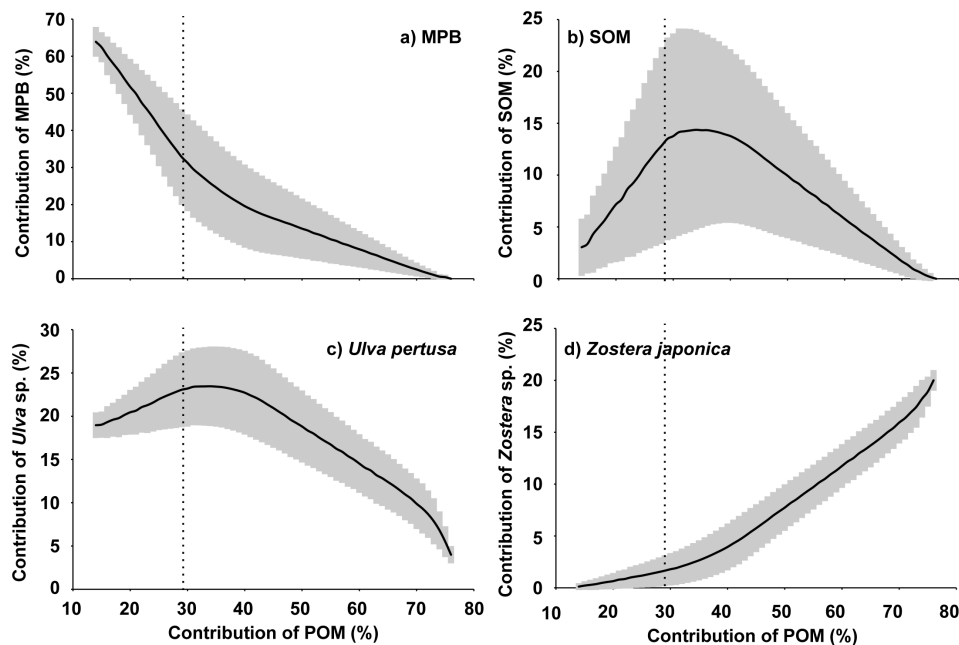 a) MPB
Contribution of MPB (%)
70
60
50
40
30
20
10
0
b) SOM
Contribution of SOM (%)
25
20
15
10
5
0
c) Ulva pertusa
Contribution of Ulva sp. (%)
30
25
20
15
10
5
0
10 20 30 40 50 60 70 80
Contribution of POM (%)
d) Zostera japonica
Contribution of Zostera sp. (%)
25
20
15
10
5
0
10 20 30 40 50 60 70 80
Contribution of POM (%)